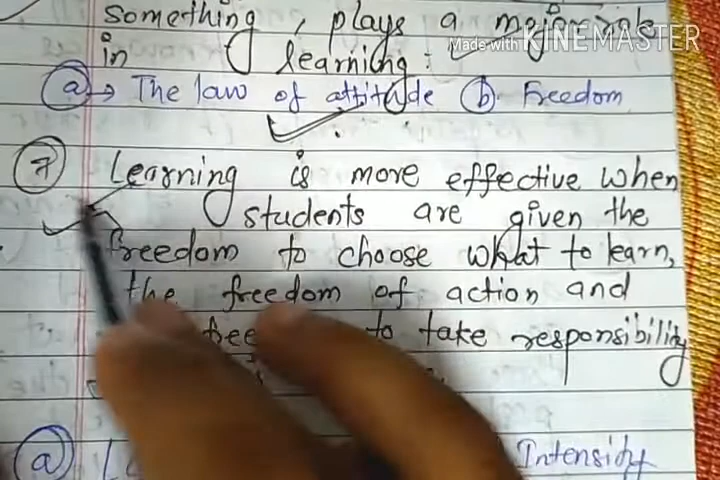 something, plays a major role
in learning:
Made with KINEMASTER
a → The law of attitude b. Freedom
7 Learning is more effective when
students are given the
freedom to choose what to learn,
the freedom of action and
to take responsibility
a Intensity